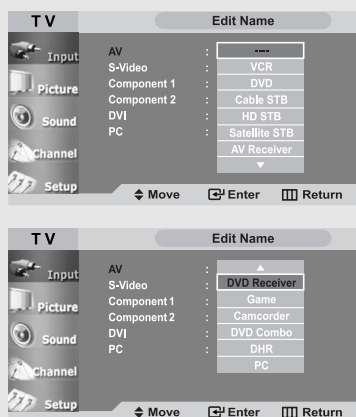 TV Edit Name
Input
Picture
Sound
Channel
Setup
AV : ----
S-Video : VCR
Component 1 : DVD
Component 2 : Cable STB
DVI : HD STB
PC : Satellite STB
AV Receiver
▼
Move Enter Return
TV Edit Name
Input
Picture
Sound
Channel
Setup
AV : ▲
S-Video : DVD Receiver
Component 1 : Game
Component 2 : Camcorder
DVI : DVD Combo
PC : DHR
PC
Move Enter Return